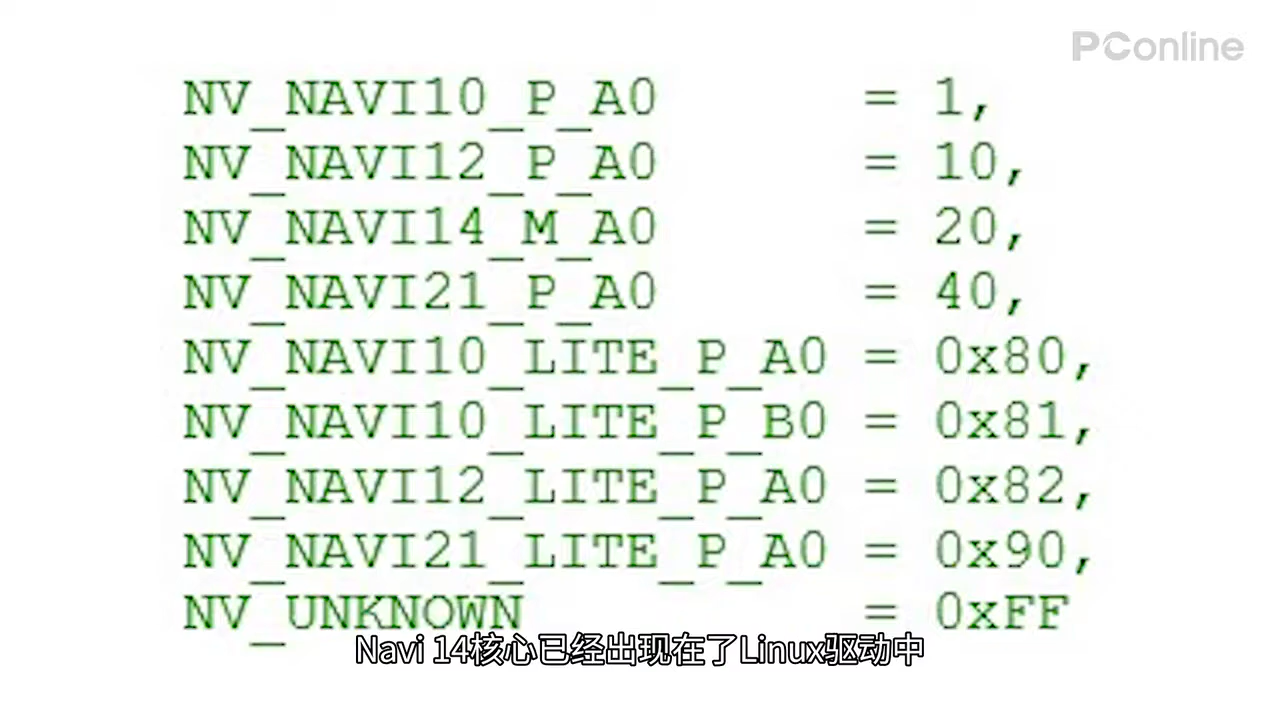 PConline
NV_NAVI10_P_A0 = 1,
NV_NAVI12_P_A0 = 10,
NV_NAVI14_M_A0 = 20,
NV_NAVI21_P_A0 = 40,
NV_NAVI10_LITE_P_A0 = 0x80,
NV_NAVI10_LITE_P_B0 = 0x81,
NV_NAVI12_LITE_P_A0 = 0x82,
NV_NAVI21_LITE_P_A0 = 0x90,
NV_UNKNOWN = 0xFF
Navi 14核心已经出现在了Linux驱动中